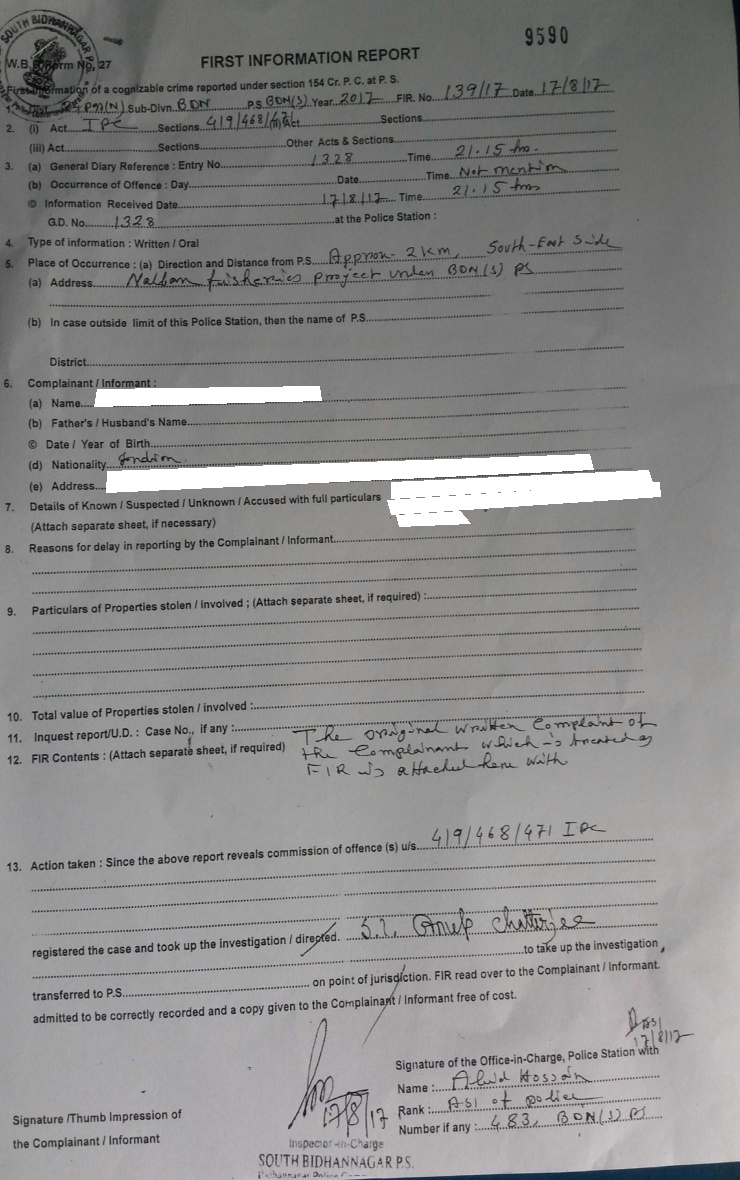 SOUTH BIDHANNAGAR P.S.
9590
W.B. Form No. 27
FIRST INFORMATION REPORT
First Information of a cognizable crime reported under section 154 Cr. P. C. at P. S.
1. Dist. 24 PGS(N) Sub-Divn. BDN P.S. BDN(S) Year 2017 FIR. No. 139/17 Date 17/8/17
2. (i) Act IPC Sections 419/468/471 Act Sections
(iii) Act Sections Other Acts & Sections
3. (a) General Diary Reference : Entry No. 1328 Time 21.15 hrs.
(b) Occurrence of Offence : Day Date Time Not mention
© Information Received Date 17/8/17 Time 21.15 hrs
G.D. No. 1328 at the Police Station :
4. Type of information : Written / Oral
5. Place of Occurrence : (a) Direction and Distance from P.S. Approx- 2 Km, South-East Side
(a) Address Nalban fisheries project under BDN(S) PS
(b) In case outside limit of this Police Station, then the name of P.S.
District
6. Complainant / Informant :
(a) Name
(b) Father's / Husband's Name
© Date / Year of Birth
(d) Nationality Indian.
(e) Address
7. Details of Known / Suspected / Unknown / Accused with full particulars
(Attach separate sheet, if necessary)
8. Reasons for delay in reporting by the Complainant / Informant
9. Particulars of Properties stolen / involved ; (Attach separate sheet, if required) :
10. Total value of Properties stolen / involved :
11. Inquest report/U.D. : Case No., if any :
12. FIR Contents : (Attach separate sheet, if required) The original written Complaint of
the Complainant which is treated as
FIR is attached here with
13. Action taken : Since the above report reveals commission of offence (s) u/s. 419/468/471 IPC
registered the case and took up the investigation / directed. S.I. Anup Chatterjee
to take up the investigation,
transferred to P.S. on point of jurisdiction. FIR read over to the Complainant / Informant.
admitted to be correctly recorded and a copy given to the Complainant / Informant free of cost.
17/8/17
Signature of the Office-in-Charge, Police Station with
Name : Abid Hossain
Rank : ASI of police
Number if any : 483, BDN(S) PS
17/8/17
Signature /Thumb Impression of
the Complainant / Informant
Inspector-in-Charge
SOUTH BIDHANNAGAR P.S.